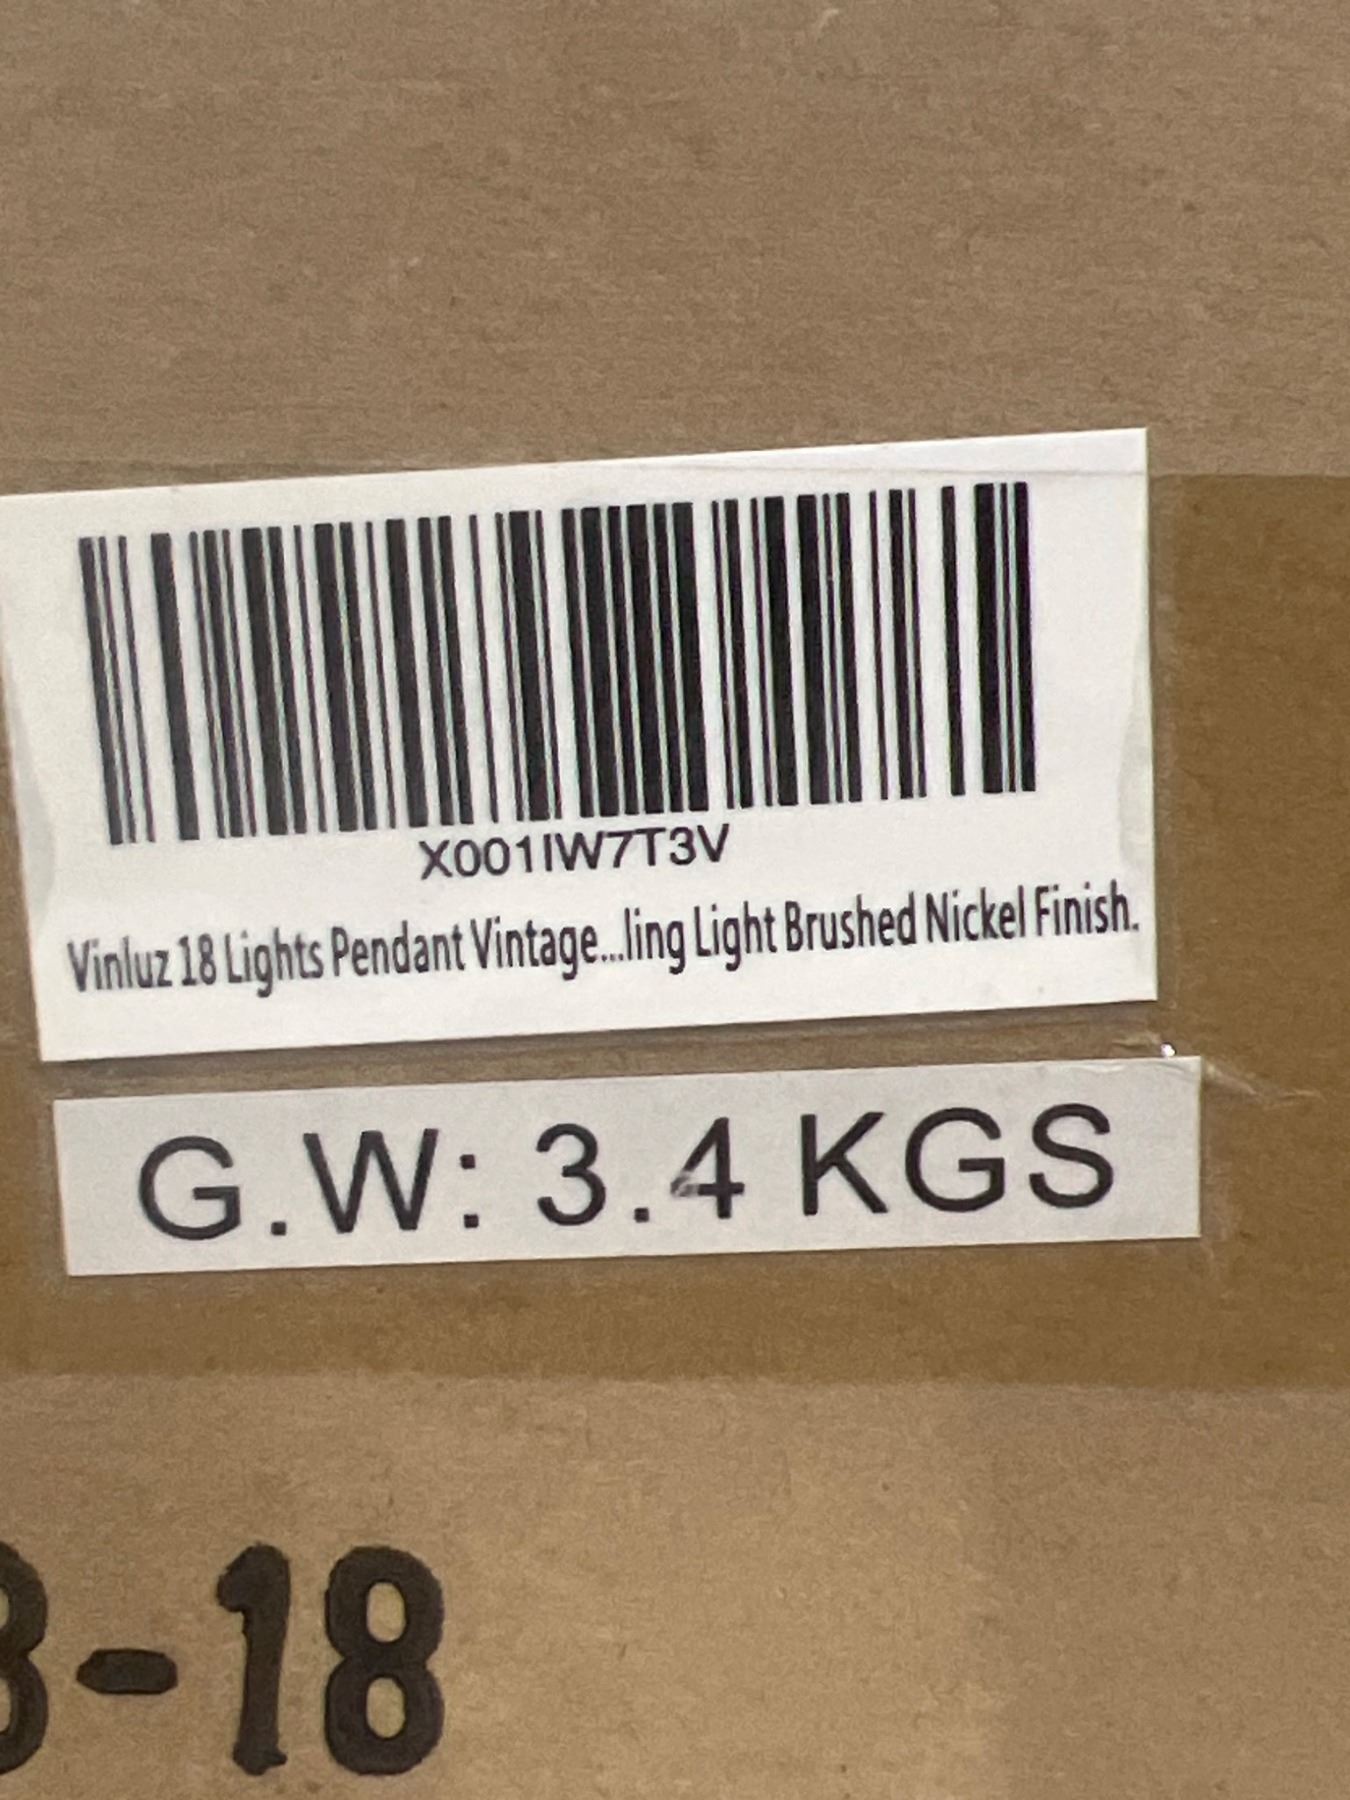 X001IW7T3V
Vinluz 18 Lights Pendant Vintage...ling Light Brushed Nickel Finish.
G.W: 3.4 KGS
-18